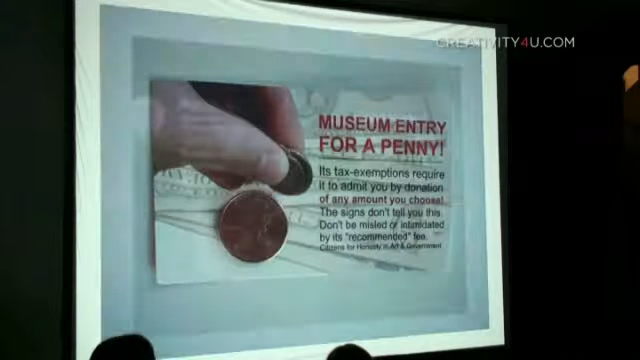 CREATIVITY4U.COM
MUSEUM ENTRY
FOR A PENNY!
Its tax-exemptions require
it to admit you by donation
of any amount you choose!
The signs don't tell you this.
Don't be misled or intimidated
by its "recommended" fee.
Citizens for Honesty in Art & Government